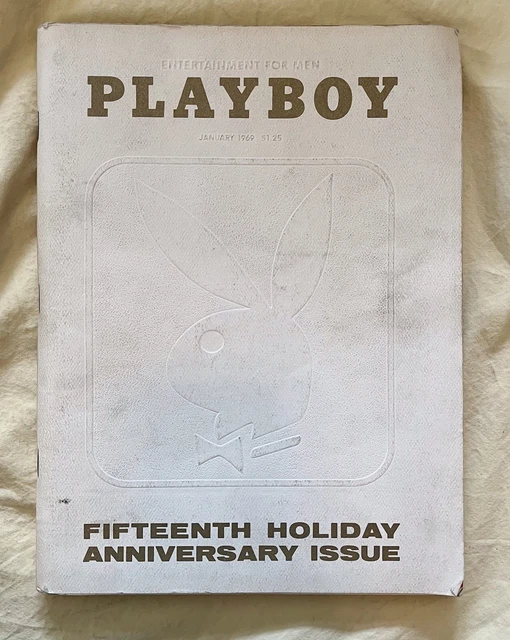 ENTERTAINMENT FOR MEN
PLAYBOY
JANUARY 1969 $1.25
FIFTEENTH HOLIDAY
ANNIVERSARY ISSUE